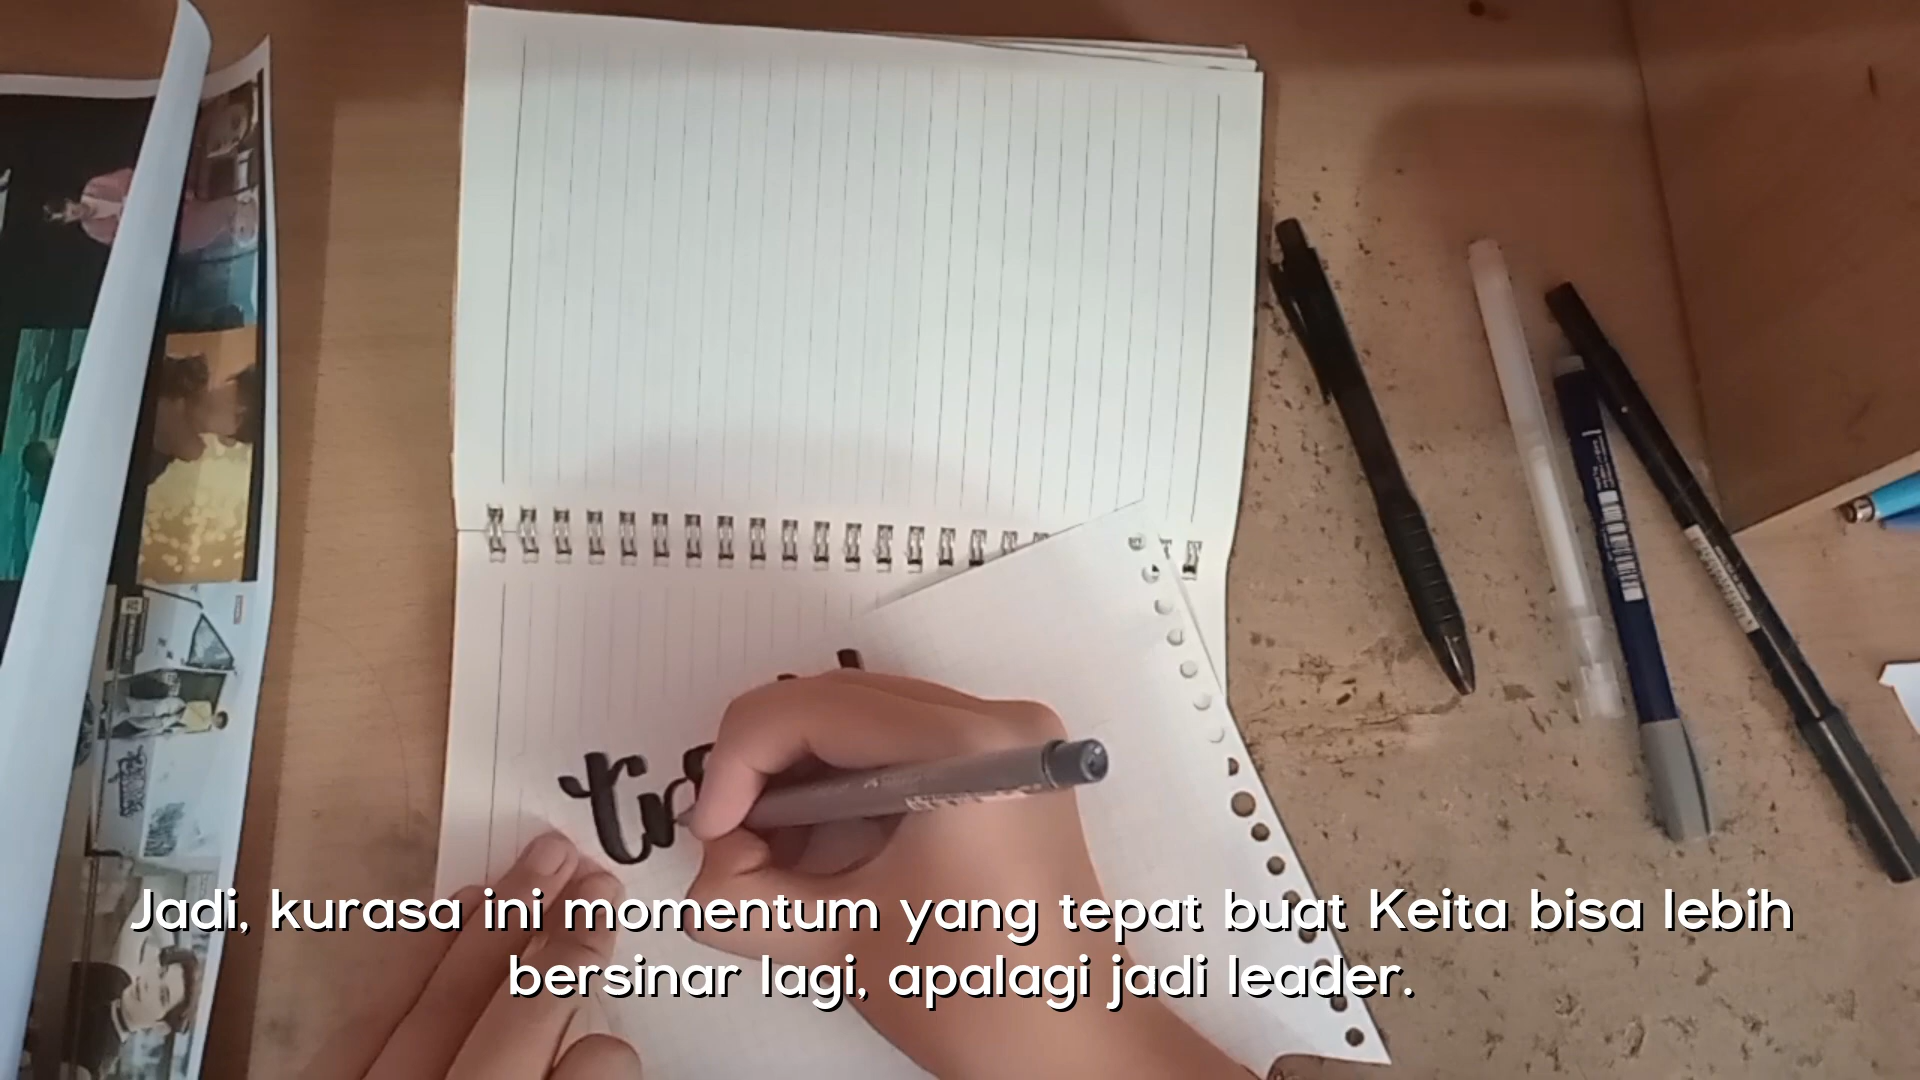 Jadi, kurasa ini momentum yang tepat buat Keita bisa lebih
bersinar lagi, apalagi jadi leader.